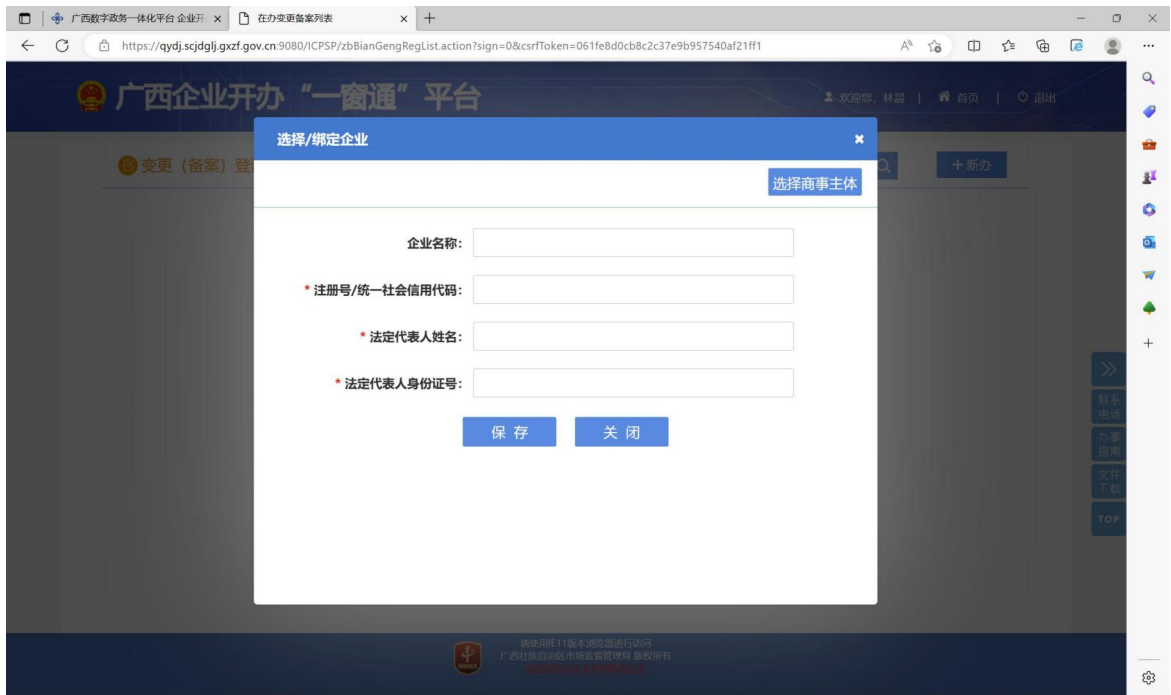 广西数字政务一体化平台 企业开
在办变更备案列表
https://qydj.scjdglj.gxzf.gov.cn:9080/ICPSP/zbBianGengRegList.action?sign=0&csrfToken=061fe8d0cb8c2c37e9b957540af21ff1
广西企业开办“一窗通”平台
欢迎您, 林晨 | 首页 | 退出
选择/绑定企业
变更（备案）登
+新办
选择商事主体
企业名称:
* 注册号/统一社会信用代码:
* 法定代表人姓名:
* 法定代表人身份证号:
保 存
关 闭
联系
电话
办事
指南
文件
下载
TOP
请使用IE11版本浏览器进行访问
广西壮族自治区市场监督管理局 版权所有